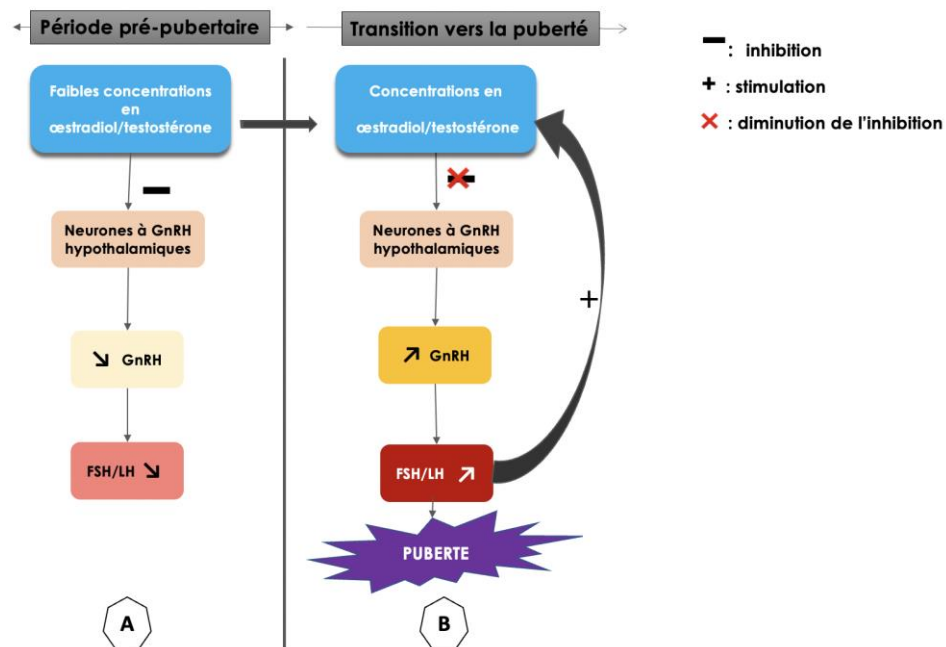 Période pré-pubertaire
Transition vers la puberté
Faibles concentrations
en
œstradiol/testostérone
Neurones à GnRH
hypothalamiques
↘ GnRH
FSH/LH ↘
A
Concentrations en
œstradiol/testostérone
Neurones à GnRH
hypothalamiques
↗ GnRH
+
FSH/LH ↗
PUBERTE
B
- : inhibition
+ : stimulation
× : diminution de l'inhibition